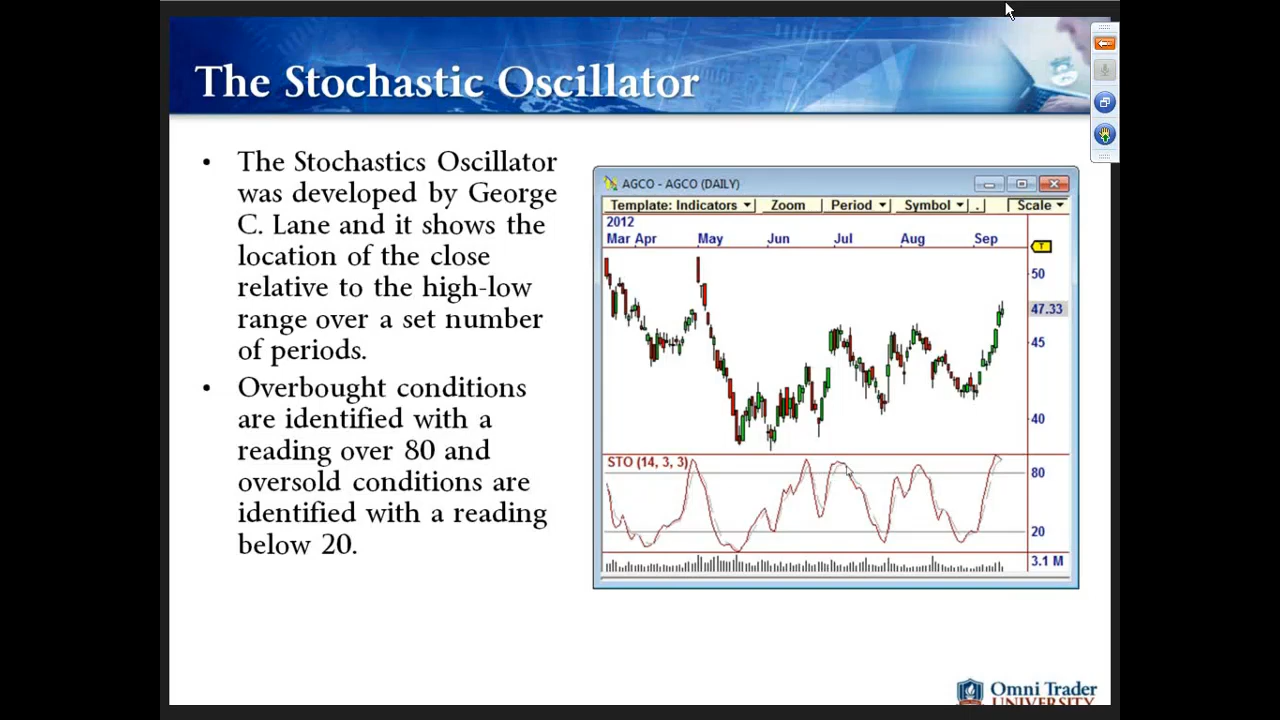 The Stochastic Oscillator
• The Stochastics Oscillator
was developed by George
C. Lane and it shows the
location of the close
relative to the high-low
range over a set number
of periods.
• Overbought conditions
are identified with a
reading over 80 and
oversold conditions are
identified with a reading
below 20.
AGCO - AGCO (DAILY)
Template: Indicators Zoom Period Symbol . Scale
2012
Mar Apr May Jun Jul Aug Sep
T
50
47.33
45
40
STO (14, 3, 3)
80
20
3.1 M
Omni Trader
UNIVERSITY